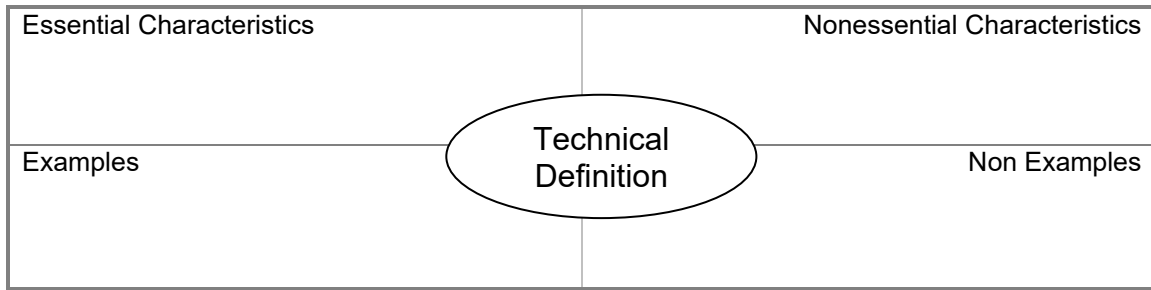 Essential Characteristics
Nonessential Characteristics
Technical
Definition
Examples
Non Examples